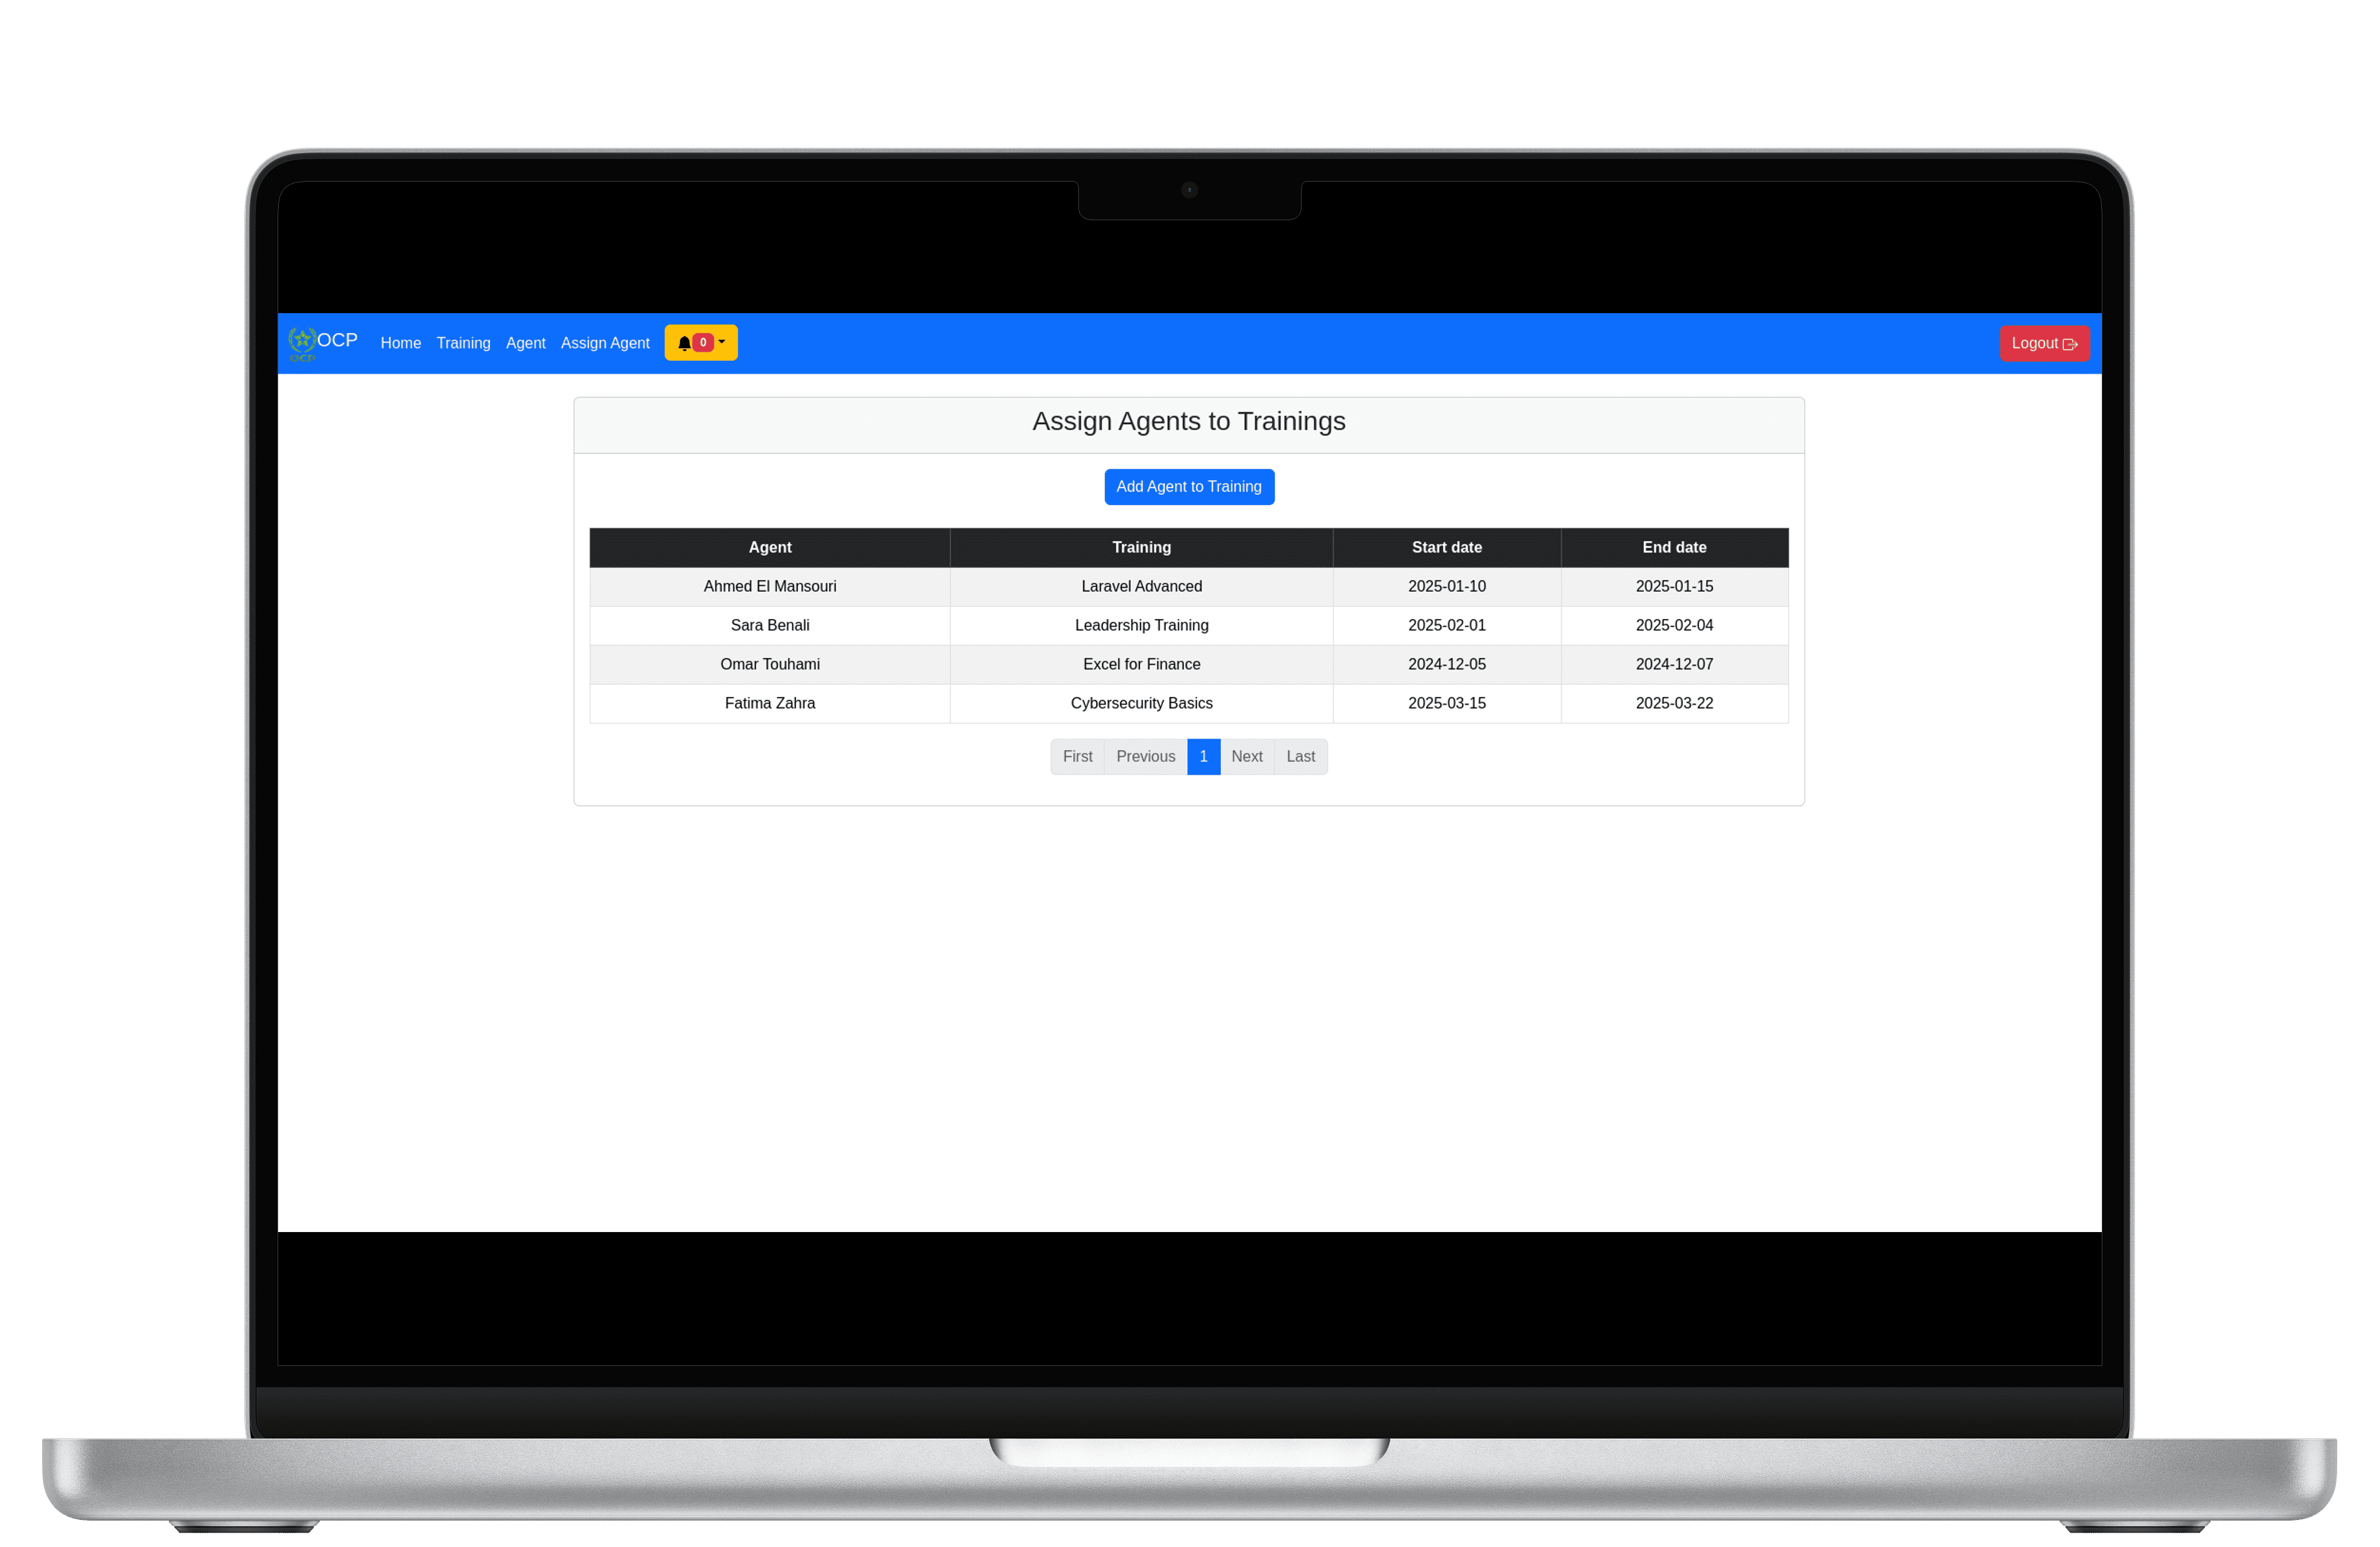 OCP Home Training Agent Assign Agent 0 Logout
OCP
Assign Agents to Trainings
Add Agent to Training
Agent Training Start date End date
Ahmed El Mansouri Laravel Advanced 2025-01-10 2025-01-15
Sara Benali Leadership Training 2025-02-01 2025-02-04
Omar Touhami Excel for Finance 2024-12-05 2024-12-07
Fatima Zahra Cybersecurity Basics 2025-03-15 2025-03-22
First Previous 1 Next Last